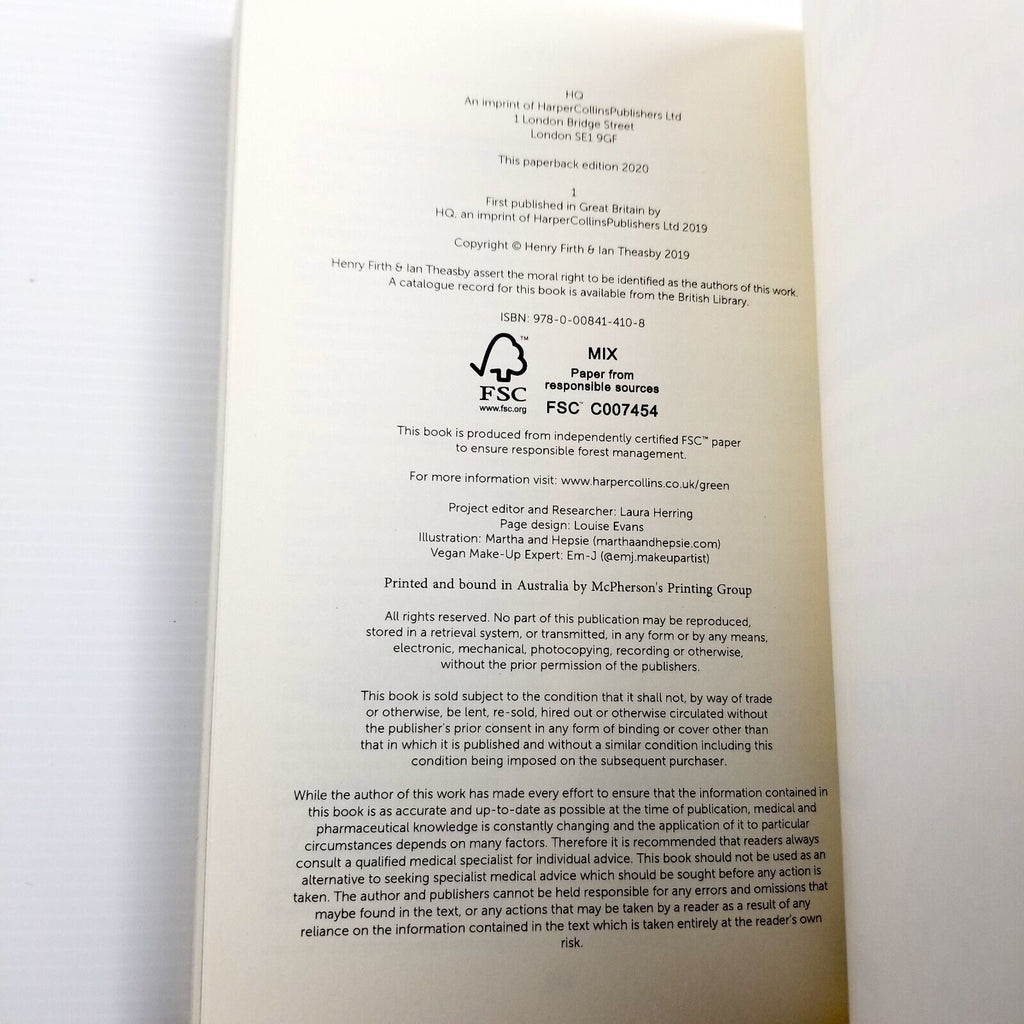 HQ
An imprint of HarperCollinsPublishers Ltd
1 London Bridge Street
London SE1 9GF
This paperback edition 2020
1
First published in Great Britain by
HQ, an imprint of HarperCollinsPublishers Ltd 2019
Copyright © Henry Firth & Ian Theasby 2019
Henry Firth & Ian Theasby assert the moral right to be identified as the authors of this work.
A catalogue record for this book is available from the British Library.
ISBN: 978-0-00841-410-8
FSC
www.fsc.org
™
MIX
Paper from
responsible sources
FSC™ C007454
This book is produced from independently certified FSC™ paper
to ensure responsible forest management.
For more information visit: www.harpercollins.co.uk/green
Project editor and Researcher: Laura Herring
Page design: Louise Evans
Illustration: Martha and Hepsie (marthaandhepsie.com)
Vegan Make-Up Expert: Em-J (@emj.makeupartist)
Printed and bound in Australia by McPherson's Printing Group
All rights reserved. No part of this publication may be reproduced,
stored in a retrieval system, or transmitted, in any form or by any means,
electronic, mechanical, photocopying, recording or otherwise,
without the prior permission of the publishers.
This book is sold subject to the condition that it shall not, by way of trade
or otherwise, be lent, re-sold, hired out or otherwise circulated without
the publisher's prior consent in any form of binding or cover other than
that in which it is published and without a similar condition including this
condition being imposed on the subsequent purchaser.
While the author of this work has made every effort to ensure that the information contained in
this book is as accurate and up-to-date as possible at the time of publication, medical and
pharmaceutical knowledge is constantly changing and the application of it to particular
circumstances depends on many factors. Therefore it is recommended that readers always
consult a qualified medical specialist for individual advice. This book should not be used as an
alternative to seeking specialist medical advice which should be sought before any action is
taken. The author and publishers cannot be held responsible for any errors and omissions that
maybe found in the text, or any actions that may be taken by a reader as a result of any
reliance on the information contained in the text which is taken entirely at the reader's own
risk.